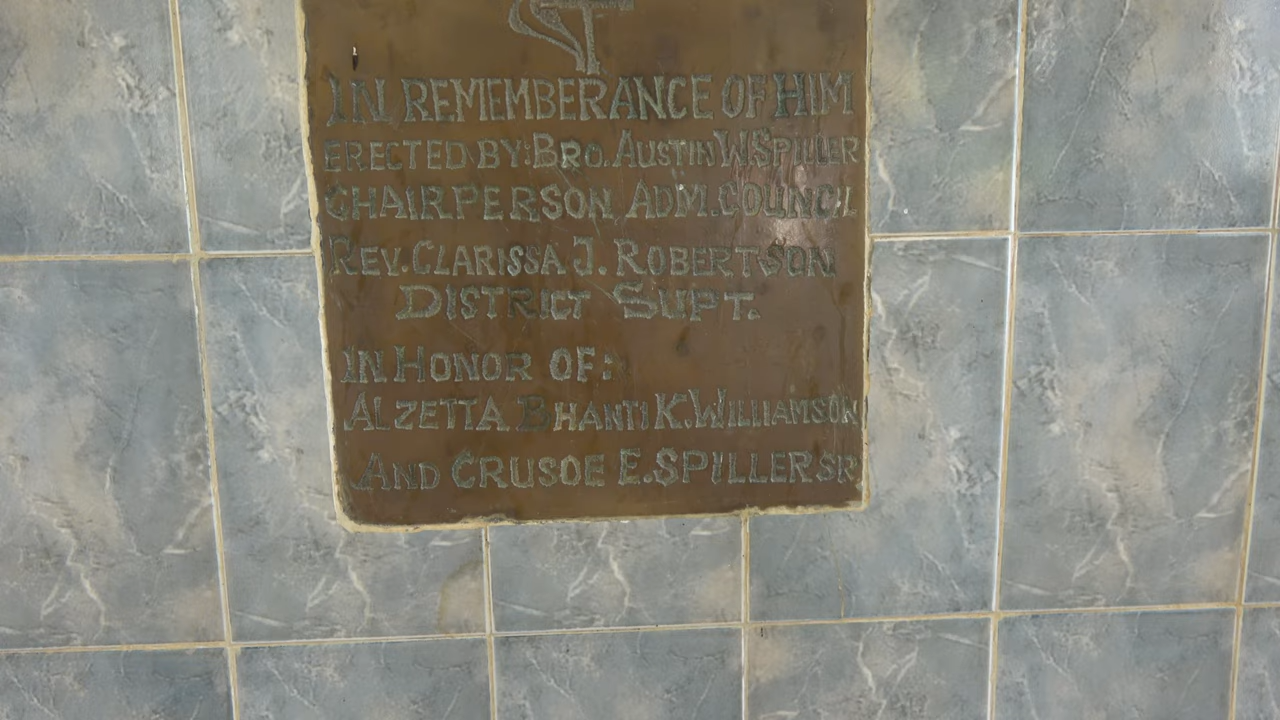 IN REMEMBERANCE OF HIM
ERECTED BY: BRO. AUSTIN W. SPILLER
CHAIRPERSON ADM. COUNCIL
REV. CLARISSA J. ROBERTSON
DISTRICT SUPT.
IN HONOR OF:
ALZETTA BHANTI K. WILLIAMSON
AND CRUSOE E. SPILLER SR.